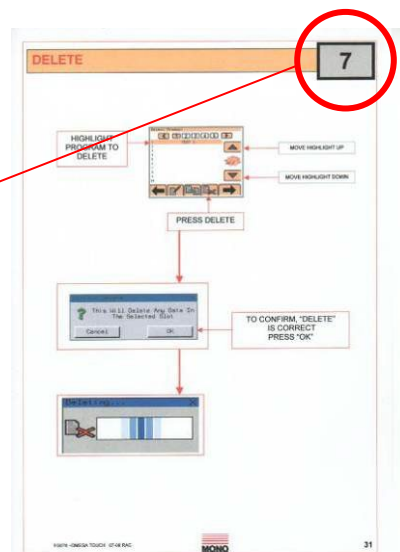 DELETE
7
HIGHLIGHT
PROGRAM TO
DELETE
MOVE HIGHLIGHT UP
MOVE HIGHLIGHT DOWN
PRESS DELETE
This Will Delete Any Data In
The Selected Slot
Cancel
OK
TO CONFIRM, "DELETE"
IS CORRECT
PRESS "OK"
Deleting...
MONO
31